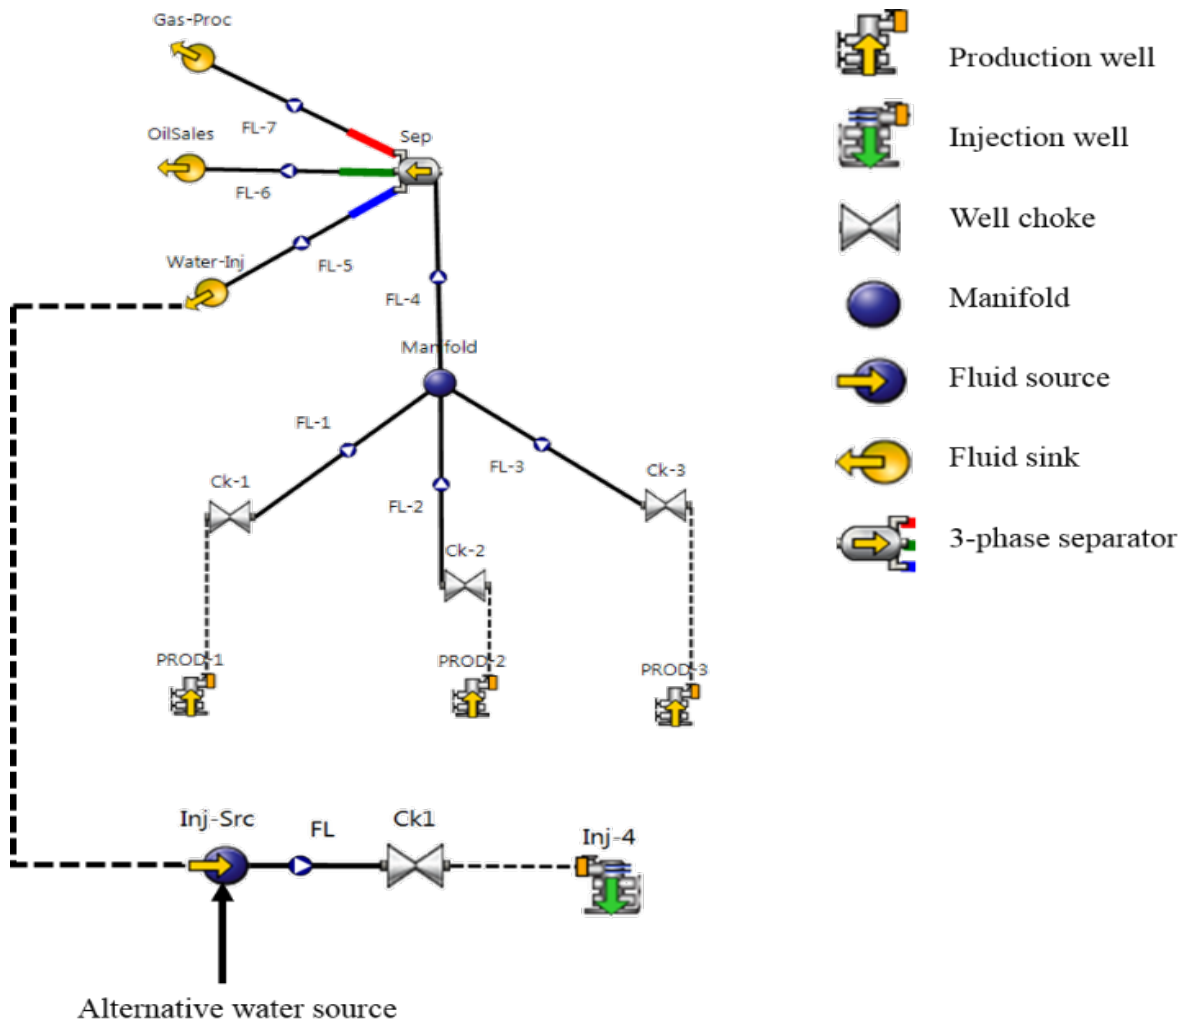 Gas-Proc
FL-7
OilSales
Sep
FL-6
Water-Inj
FL-5
FL-4
Manifold
FL-1
FL-3
Ck-1
Ck-3
FL-2
Ck-2
PROD-1
PROD-2
PROD-3
Inj-Src
FL
Ck1
Inj-4
Alternative water source
Production well
Injection well
Well choke
Manifold
Fluid source
Fluid sink
3-phase separator